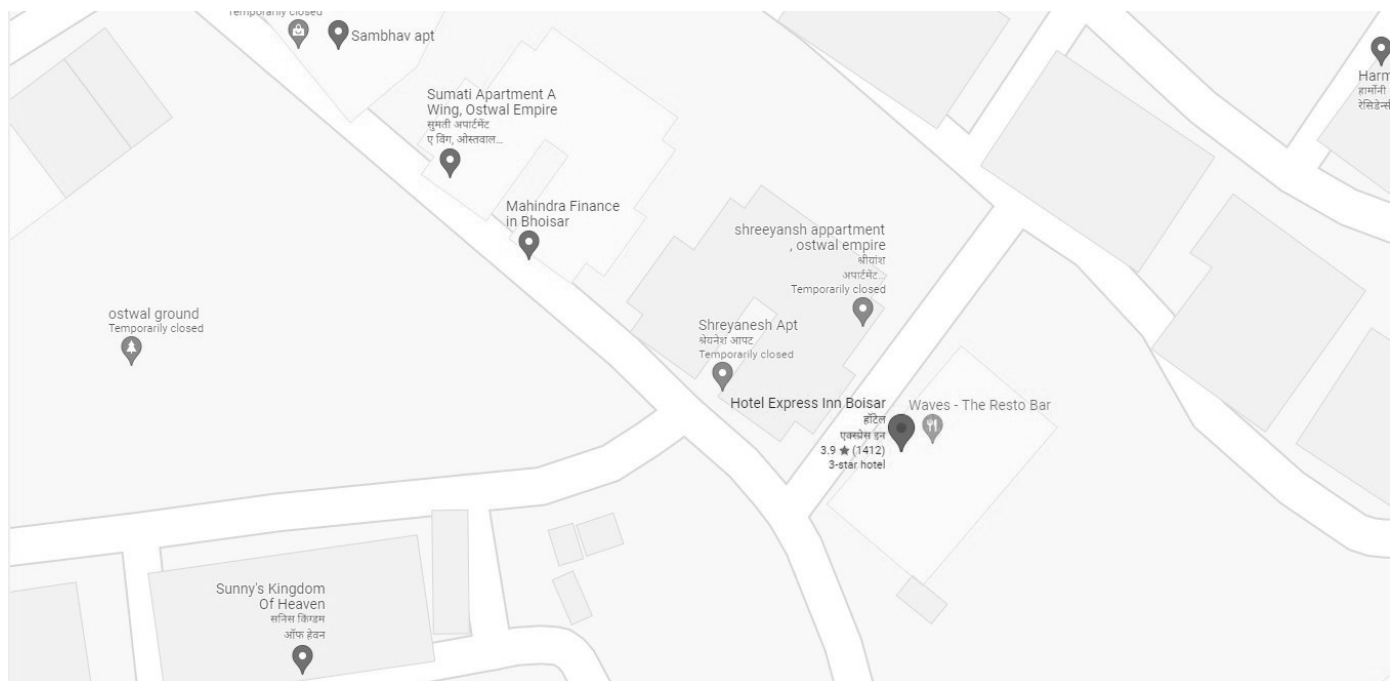 Temporarily closed
Sambhav apt
Sumati Apartment A
Wing, Ostwal Empire
सुमती अपार्टमेंट
ए विंग, ओस्तवाल...
Mahindra Finance
in Bhoisar
shreeyansh appartment
, ostwal empire
श्रीयांश
अपार्टमेंट...
Temporarily closed
Harm
हार्मोनी
रेसिडेन्सी
ostwal ground
Temporarily closed
Shreyanesh Apt
श्रेयनेश आपट
Temporarily closed
Hotel Express Inn Boisar
हॉटेल
एक्सप्रेस इन
3.9 ★ (1412)
3-star hotel
Waves - The Resto Bar
Sunny's Kingdom
Of Heaven
सनिस किंग्डम
ऑफ हेवन